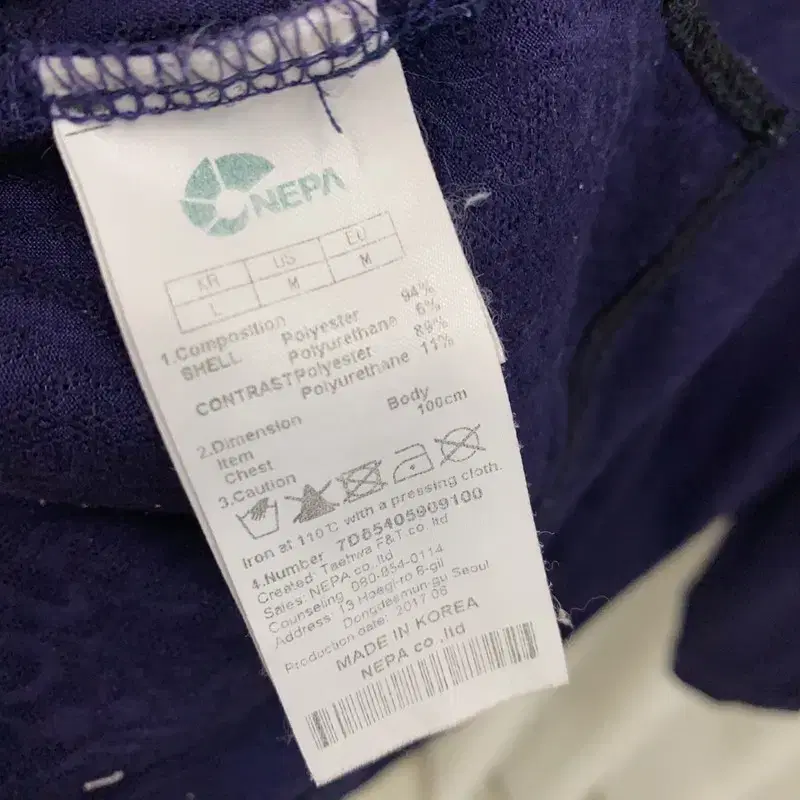 NEPA
KR US EU
L M M
1.Composition
SHELL Polyester 94%
Polyurethane 6%
CONTRAST Polyester 89%
Polyurethane 11%
2.Dimension
Item Body
Chest 100cm
3.Caution
Iron at 110℃ with a pressing cloth.
4.Number 7D85405909100
Created: Taehwa F&T.co ltd
Sales: NEPA co, ltd
Counseling 080-854-0114
Address : 13 Hoegi-ro 8-gil
Dongdaemun-gu Seoul
Production date: 2017.06
MADE IN KOREA
NEPA co .ltd